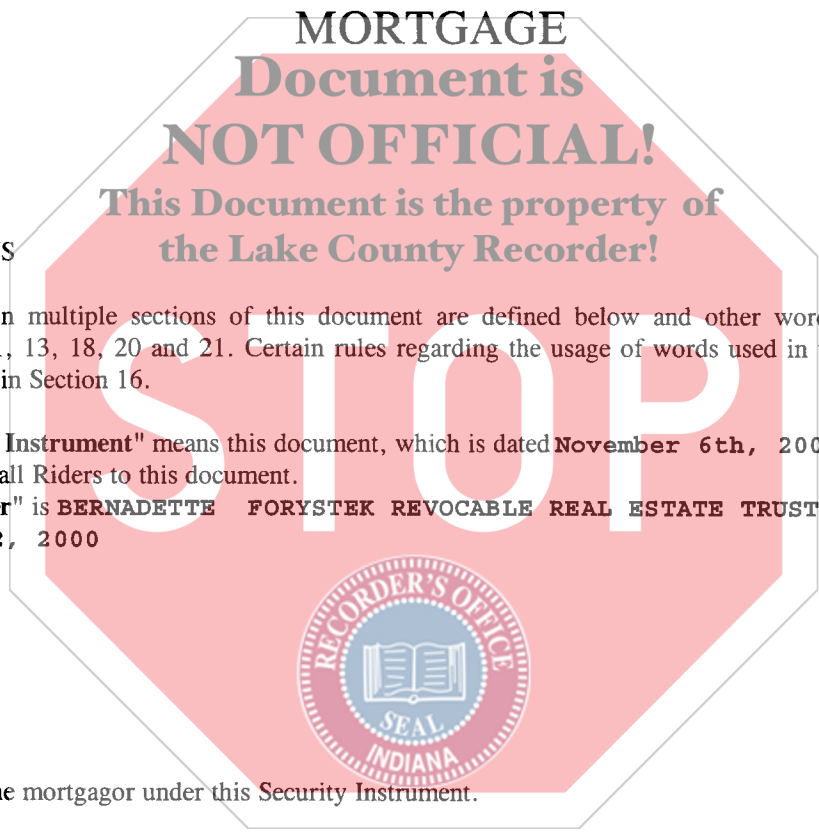 MORTGAGE
Document is
NOT OFFICIAL!
This Document is the property of
the Lake County Recorder!
S
n multiple sections of this document are defined below and other wor
, 13, 18, 20 and 21. Certain rules regarding the usage of words used in
in Section 16.
STOP
Instrument" means this document, which is dated November 6th, 200
all Riders to this document.
r" is BERNADETTE FORYSTEK REVOCABLE REAL ESTATE TRUST
, 2000
RECORDER'S OFFICE
SEAL
INDIANA
e mortgagor under this Security Instrument.